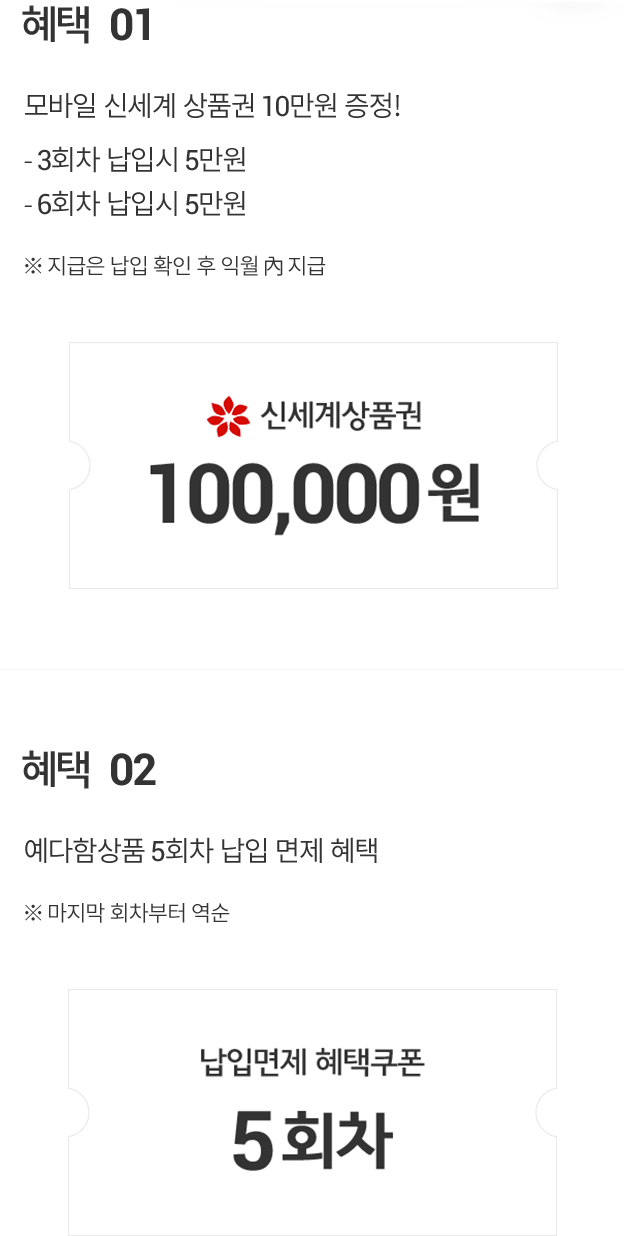 혜택 01
모바일 신세계 상품권 10만원 증정!
- 3회차 납입시 5만원
- 6회차 납입시 5만원
※ 지급은 납입 확인 후 익월 內 지급
신세계상품권
100,000원
혜택 02
예다함상품 5회차 납입 면제 혜택
※ 마지막 회차부터 역순
납입면제 혜택쿠폰
5회차